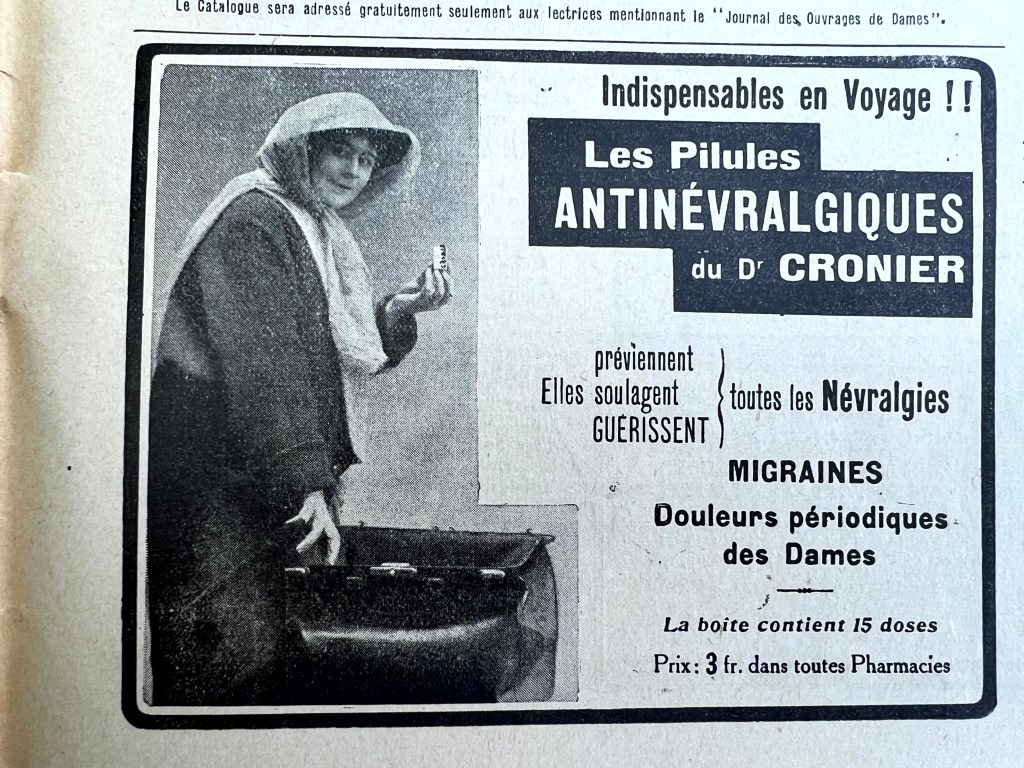 Le Catalogue sera adressé gratuitement seulement aux lectrices mentionnant le "Journal des Ouvrages de Dames".
Indispensables en Voyage !!
Les Pilules
ANTINÉVRALGIQUES
du Dr CRONIER
préviennent
Elles soulagent } toutes les Névralgies
GUÉRISSENT
MIGRAINES
Douleurs périodiques
des Dames
La boite contient 15 doses
Prix : 3 fr. dans toutes Pharmacies